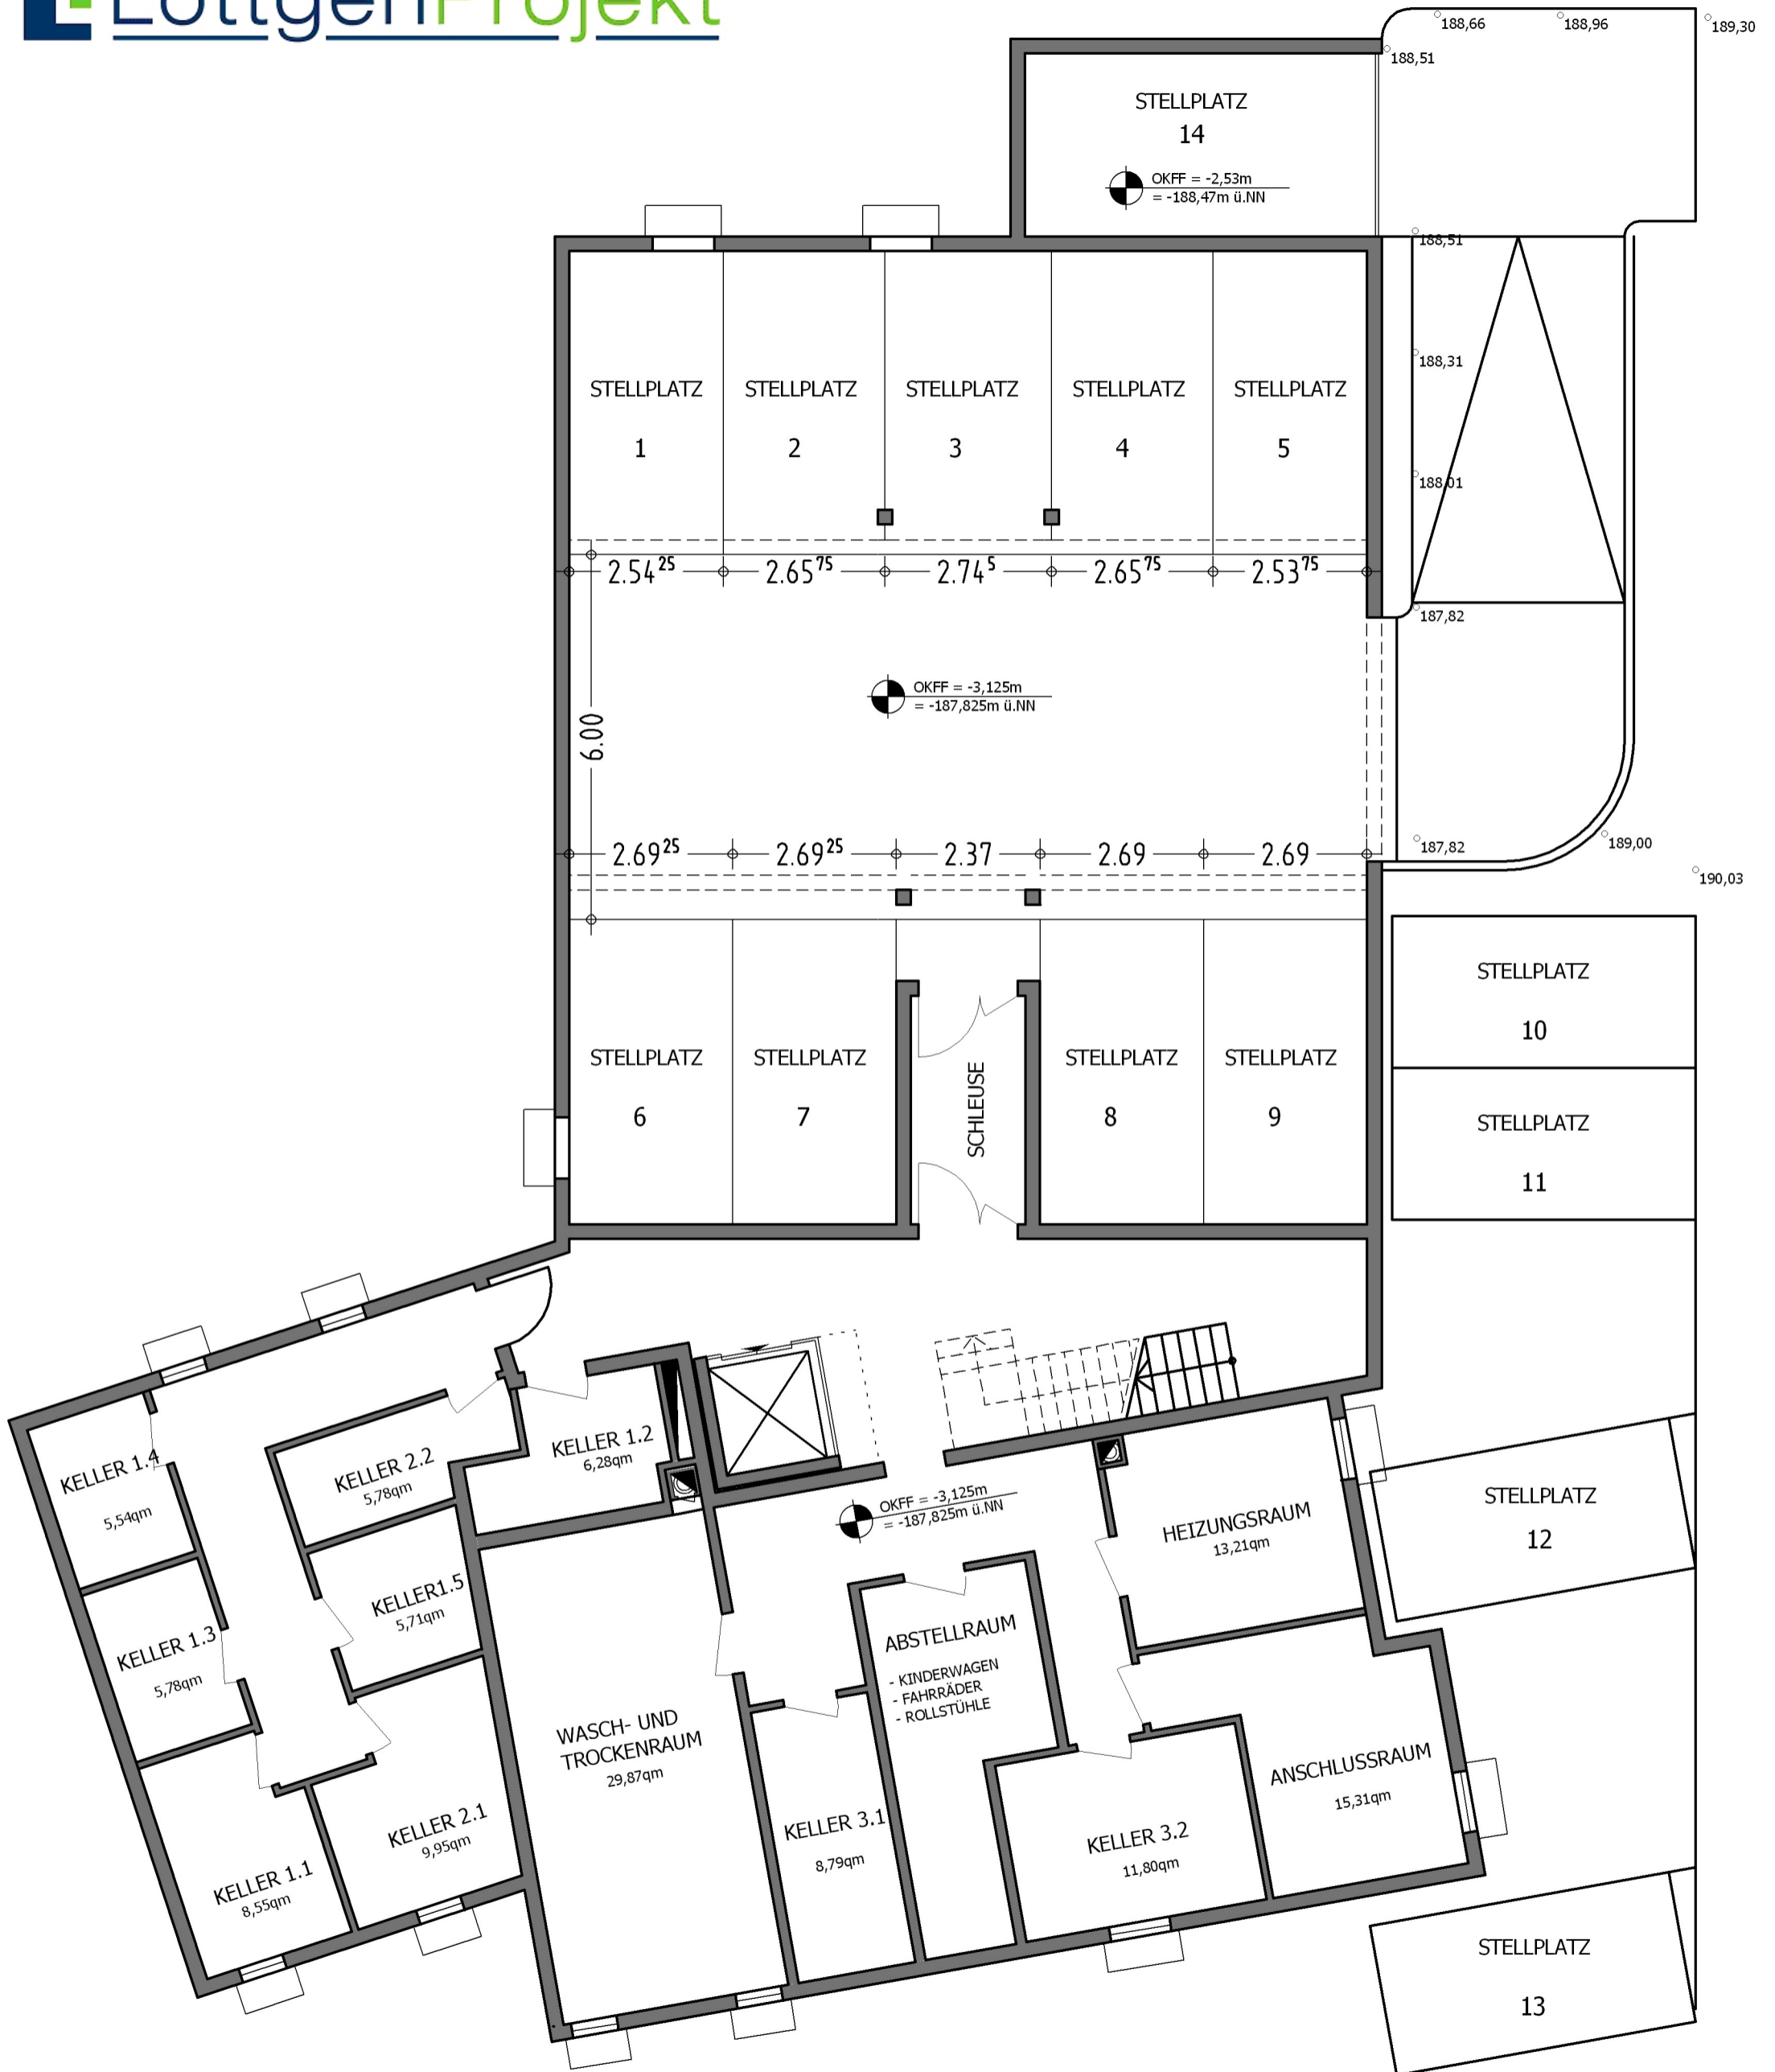 LöttgenProjekt
188,66
188,96
189,30
188,51
STELLPLATZ
14
OKFF = -2,53m
= -188,47m ü.NN
188,51
188,31
188,01
187,82
STELLPLATZ
1
STELLPLATZ
2
STELLPLATZ
3
STELLPLATZ
4
STELLPLATZ
5
2.54²⁵
2.65⁷⁵
2.74⁵
2.65⁷⁵
2.53⁷⁵
OKFF = -3,125m
= -187,825m ü.NN
6.00
2.69²⁵
2.69²⁵
2.37
2.69
2.69
187,82
189,00
190,03
STELLPLATZ
10
STELLPLATZ
11
STELLPLATZ
6
STELLPLATZ
7
SCHLEUSE
STELLPLATZ
8
STELLPLATZ
9
KELLER 1.4
5,54qm
KELLER 2.2
5,78qm
KELLER 1.2
6,28qm
OKFF = -3,125m
= -187,825m ü.NN
HEIZUNGSRAUM
13,21qm
STELLPLATZ
12
KELLER 1.3
5,78qm
KELLER1.5
5,71qm
ABSTELLRAUM
- KINDERWAGEN
- FAHRRÄDER
- ROLLSTÜHLE
WASCH- UND
TROCKENRAUM
29,87qm
ANSCHLUSSRAUM
15,31qm
KELLER 1.1
8,55qm
KELLER 2.1
9,95qm
KELLER 3.1
8,79qm
KELLER 3.2
11,80qm
STELLPLATZ
13